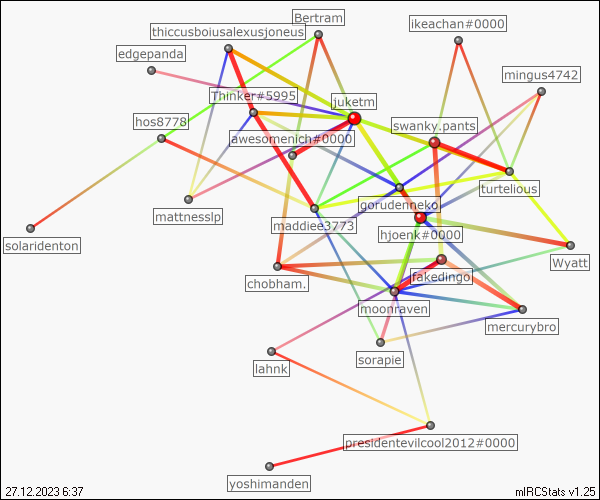 Bertram
ikeachan#0000
thiccusboiusalexusjoneus
edgepanda
mingus4742
Thinker#5995
juketm
hos8778
swanky.pants
awesomenich#0000
turtelious
gorudenneko
mattnesslp
maddiee3773
solaridenton
hjoenk#0000
Wyatt
chobham.
fakedingo
moonraven
mercurybro
sorapie
lahnk
presidentevilcool2012#0000
yoshimanden
27.12.2023 6:37
mIRCStats v1.25